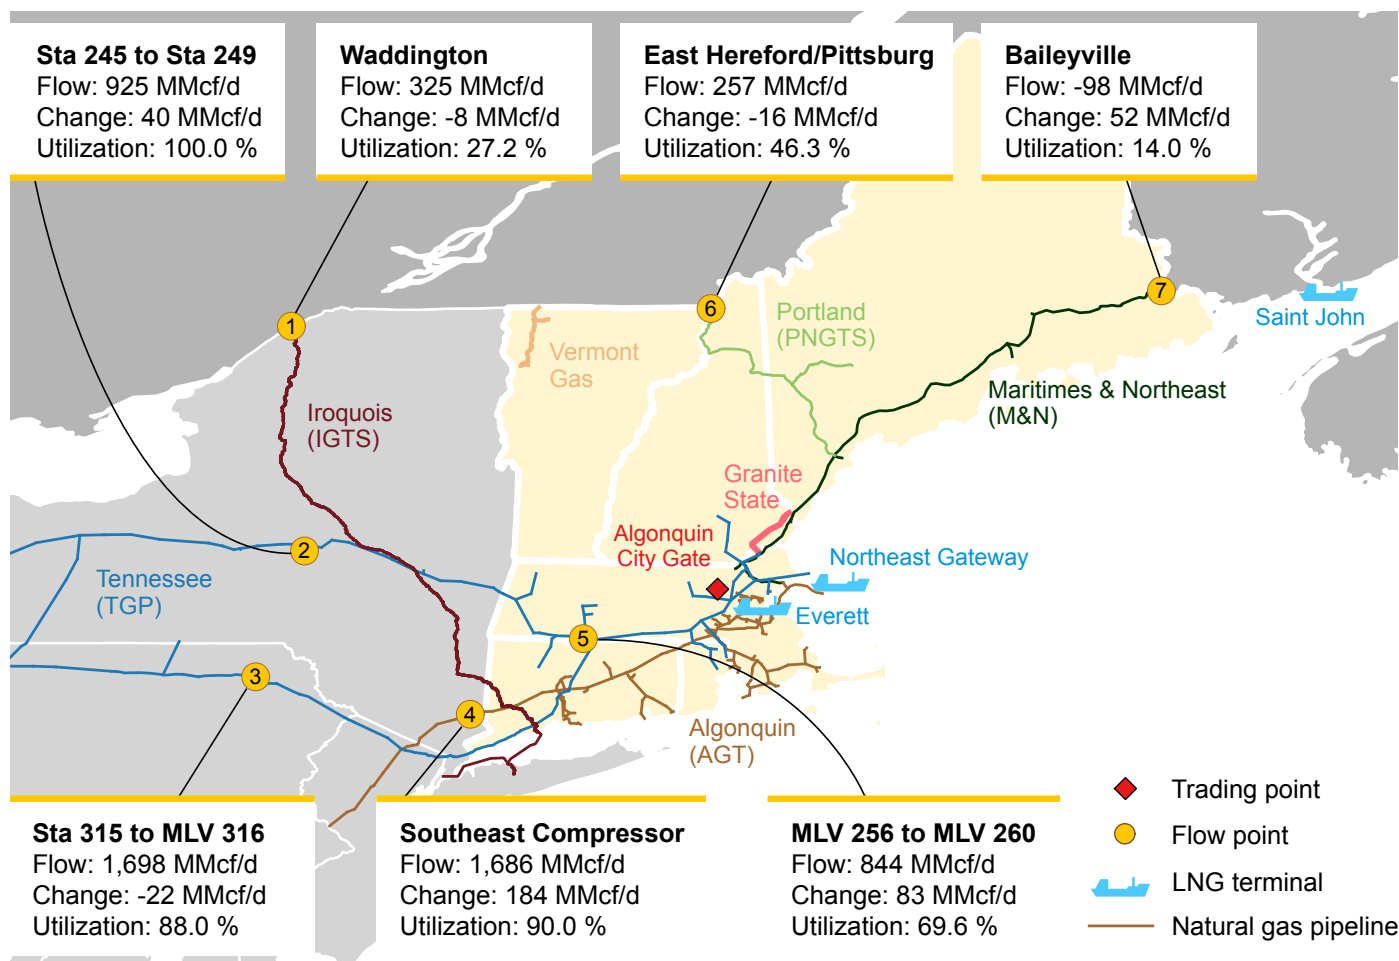 Sta 245 to Sta 249
Flow: 925 MMcf/d
Change: 40 MMcf/d
Utilization: 100.0 %
Waddington
Flow: 325 MMcf/d
Change: -8 MMcf/d
Utilization: 27.2 %
East Hereford/Pittsburg
Flow: 257 MMcf/d
Change: -16 MMcf/d
Utilization: 46.3 %
Baileyville
Flow: -98 MMcf/d
Change: 52 MMcf/d
Utilization: 14.0 %
7
6
1
Saint John
Portland
(PNGTS)
Vermont
Gas
Maritimes & Northeast
(M&N)
Iroquois
(IGTS)
Granite
State
Algonquin
City Gate
2
Northeast Gateway
Tennessee
(TGP)
Everett
5
3
4
Algonquin
(AGT)
Sta 315 to MLV 316
Flow: 1,698 MMcf/d
Change: -22 MMcf/d
Utilization: 88.0 %
Southeast Compressor
Flow: 1,686 MMcf/d
Change: 184 MMcf/d
Utilization: 90.0 %
MLV 256 to MLV 260
Flow: 844 MMcf/d
Change: 83 MMcf/d
Utilization: 69.6 %
Trading point
Flow point
LNG terminal
Natural gas pipeline